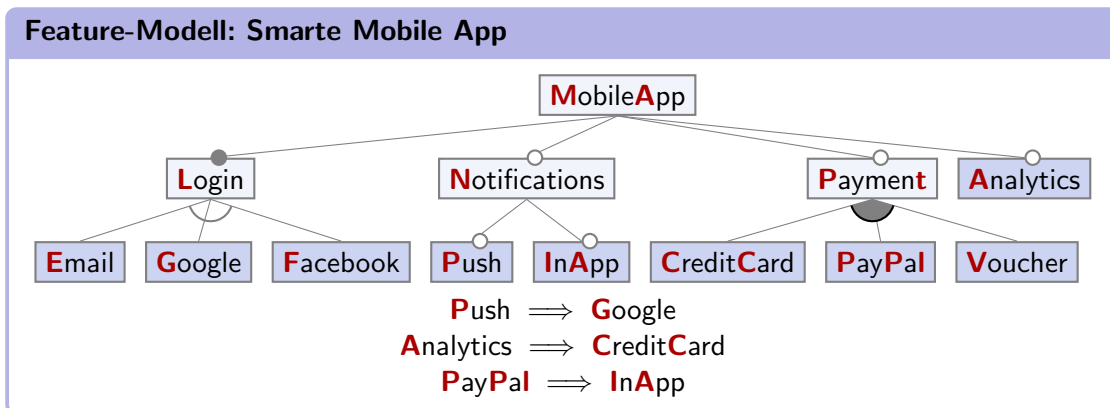 Feature-Modell: Smarte Mobile App
MobileApp
Login Notifications Payment Analytics
Email Google Facebook Push InApp CreditCard PayPal Voucher
Push ⟹ Google
Analytics ⟹ CreditCard
PayPal ⟹ InApp